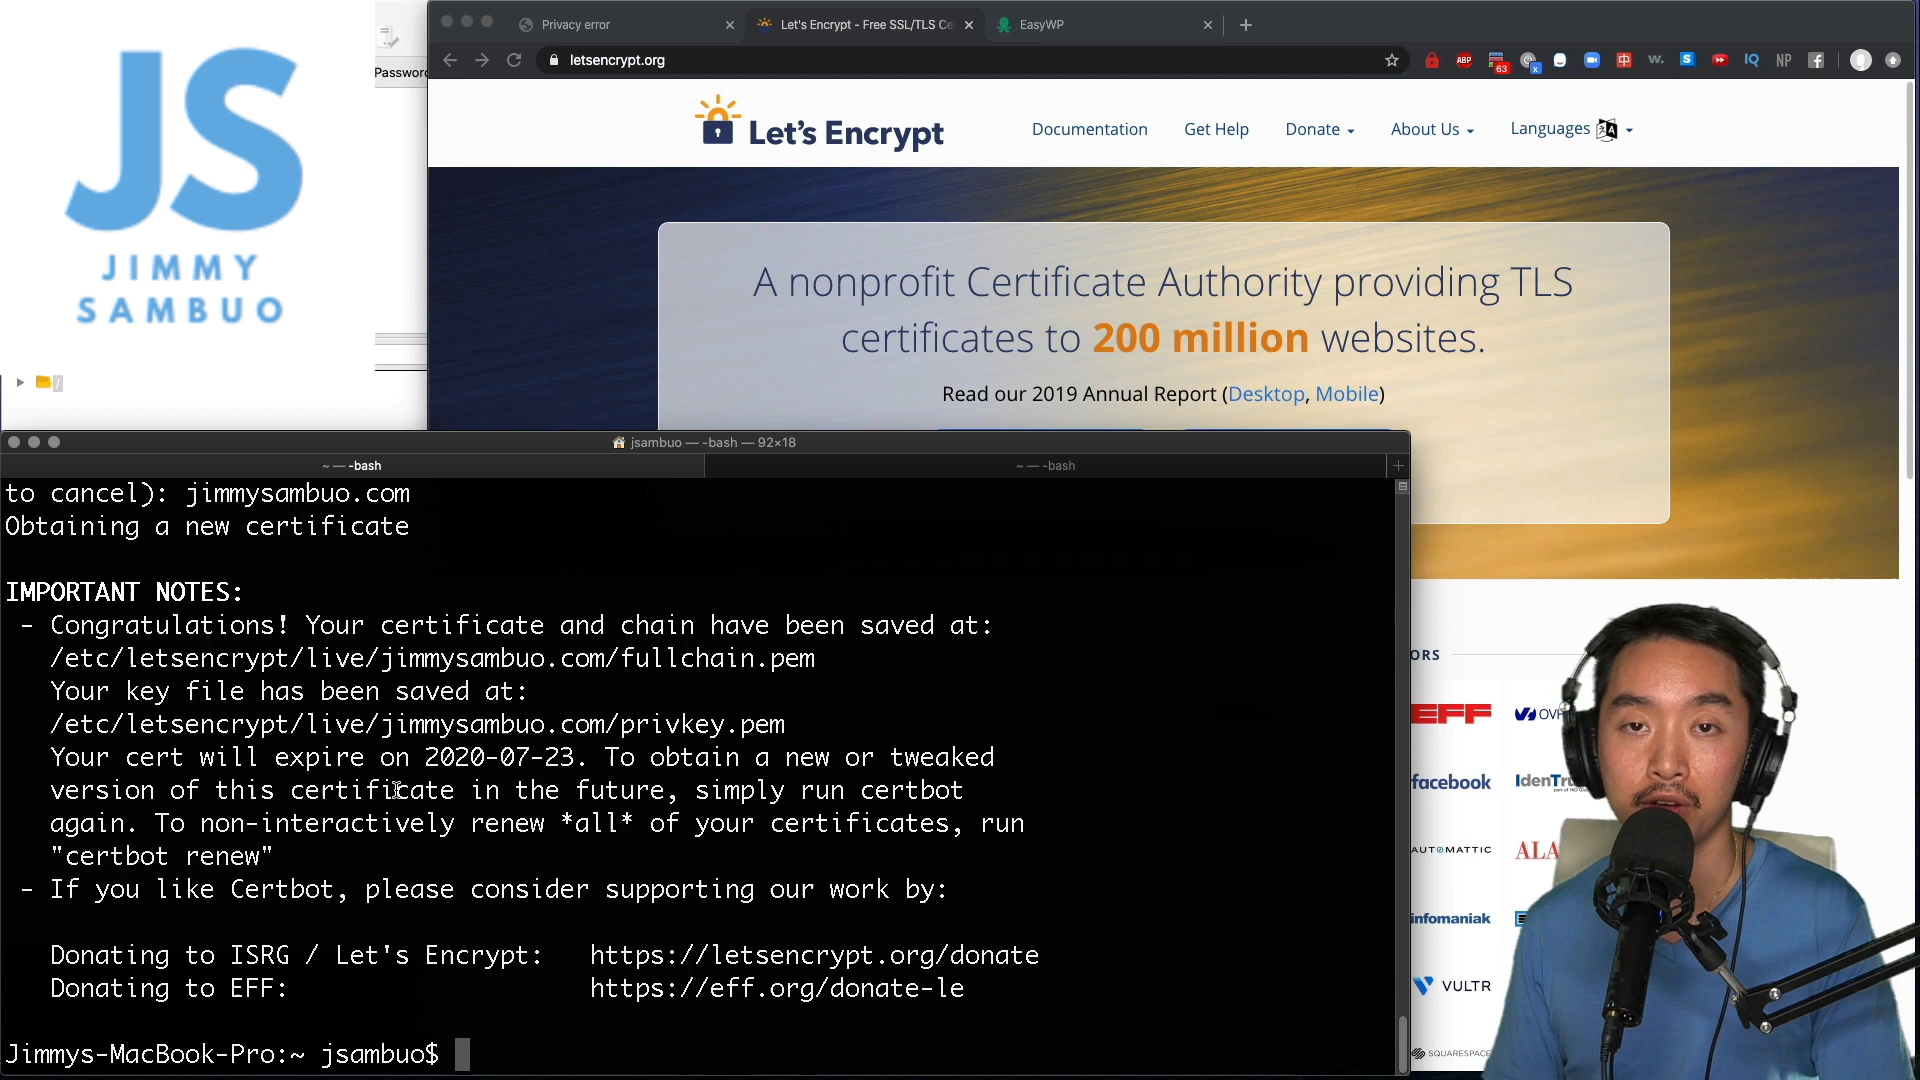 JS
JIMMY
SAMBUO
Password
/
Privacy error
Let's Encrypt - Free SSL/TLS Ce
EasyWP
letsencrypt.org
ABP
63
x
中
w.
S
IQ
NP
Let's Encrypt
Documentation
Get Help
Donate
About Us
Languages
A nonprofit Certificate Authority providing TLS
certificates to 200 million websites.
Read our 2019 Annual Report (Desktop, Mobile)
jsambuo — -bash — 92×18
~ — -bash
~ — -bash
to cancel): jimmysambuo.com
Obtaining a new certificate
IMPORTANT NOTES:
- Congratulations! Your certificate and chain have been saved at:
/etc/letsencrypt/live/jimmysambuo.com/fullchain.pem
Your key file has been saved at:
/etc/letsencrypt/live/jimmysambuo.com/privkey.pem
Your cert will expire on 2020-07-23. To obtain a new or tweaked
version of this certificate in the future, simply run certbot
again. To non-interactively renew *all* of your certificates, run
"certbot renew"
- If you like Certbot, please consider supporting our work by:
Donating to ISRG / Let's Encrypt: https://letsencrypt.org/donate
Donating to EFF: https://eff.org/donate-le
Jimmys-MacBook-Pro:~ jsambuo$
ORS
EFF
OVH
facebook
IdenTru
AUTOMATTIC
ALA
infomaniak
VULTR
SQUARESPACE